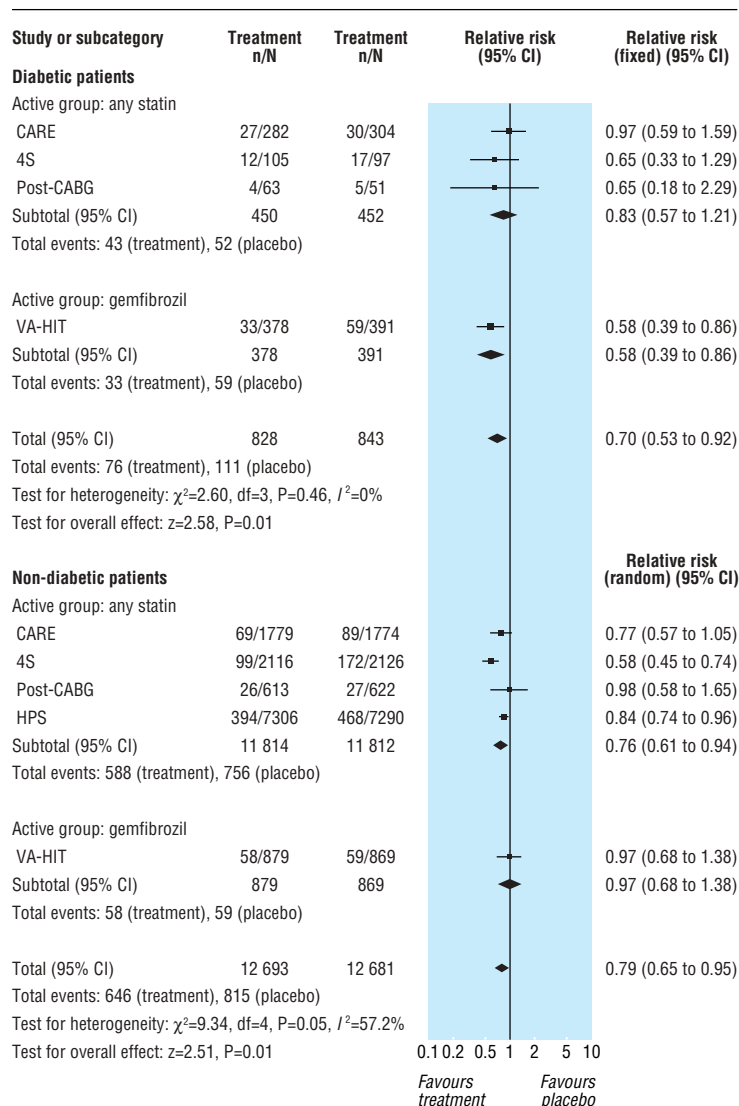 Study or subcategory Treatment n/N Treatment n/N Relative risk (95% CI) Relative risk (fixed) (95% CI)
Diabetic patients
Active group: any statin
CARE 27/282 30/304 0.97 (0.59 to 1.59)
4S 12/105 17/97 0.65 (0.33 to 1.29)
Post-CABG 4/63 5/51 0.65 (0.18 to 2.29)
Subtotal (95% CI) 450 452 0.83 (0.57 to 1.21)
Total events: 43 (treatment), 52 (placebo)
Active group: gemfibrozil
VA-HIT 33/378 59/391 0.58 (0.39 to 0.86)
Subtotal (95% CI) 378 391 0.58 (0.39 to 0.86)
Total events: 33 (treatment), 59 (placebo)
Total (95% CI) 828 843 0.70 (0.53 to 0.92)
Total events: 76 (treatment), 111 (placebo)
Test for heterogeneity: χ²=2.60, df=3, P=0.46, I²=0%
Test for overall effect: z=2.58, P=0.01
Non-diabetic patients Relative risk (random) (95% CI)
Active group: any statin
CARE 69/1779 89/1774 0.77 (0.57 to 1.05)
4S 99/2116 172/2126 0.58 (0.45 to 0.74)
Post-CABG 26/613 27/622 0.98 (0.58 to 1.65)
HPS 394/7306 468/7290 0.84 (0.74 to 0.96)
Subtotal (95% CI) 11 814 11 812 0.76 (0.61 to 0.94)
Total events: 588 (treatment), 756 (placebo)
Active group: gemfibrozil
VA-HIT 58/879 59/869 0.97 (0.68 to 1.38)
Subtotal (95% CI) 879 869 0.97 (0.68 to 1.38)
Total events: 58 (treatment), 59 (placebo)
Total (95% CI) 12 693 12 681 0.79 (0.65 to 0.95)
Total events: 646 (treatment), 815 (placebo)
Test for heterogeneity: χ²=9.34, df=4, P=0.05, I²=57.2%
Test for overall effect: z=2.51, P=0.01 0.1 0.2 0.5 1 2 5 10
Favours treatment Favours placebo